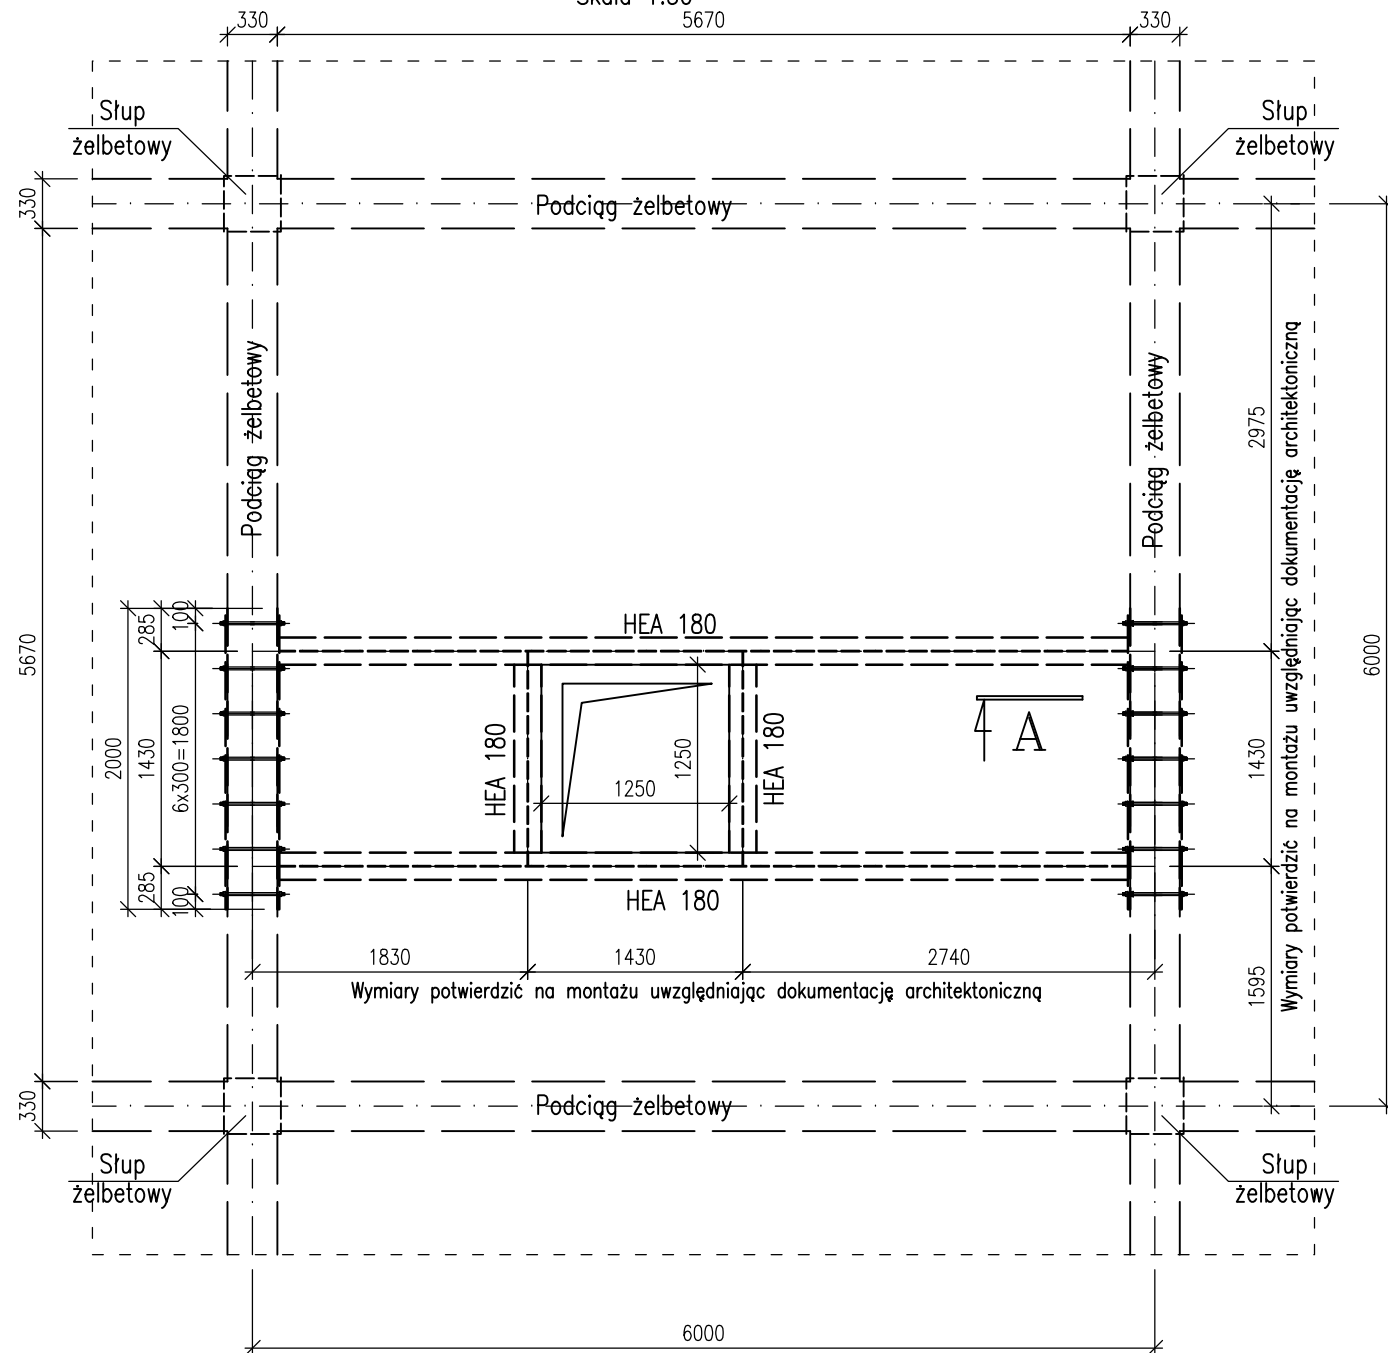 330
5670
330
Słup
żelbetowy
Słup
żelbetowy
330
Podciąg żelbetowy
Podciąg żelbetowy
Podciąg żelbetowy
2975
Wymiary potwierdzić na montażu uwzględniając dokumentację architektoniczną
6000
5670
2000
285
1430
285
100
6x300=1800
100
HEA 180
HEA 180
1250
1250
HEA 180
A
1430
HEA 180
1830
1430
2740
Wymiary potwierdzić na montażu uwzględniając dokumentację architektoniczną
1595
330
Podciąg żelbetowy
Słup
żelbetowy
Słup
żelbetowy
6000